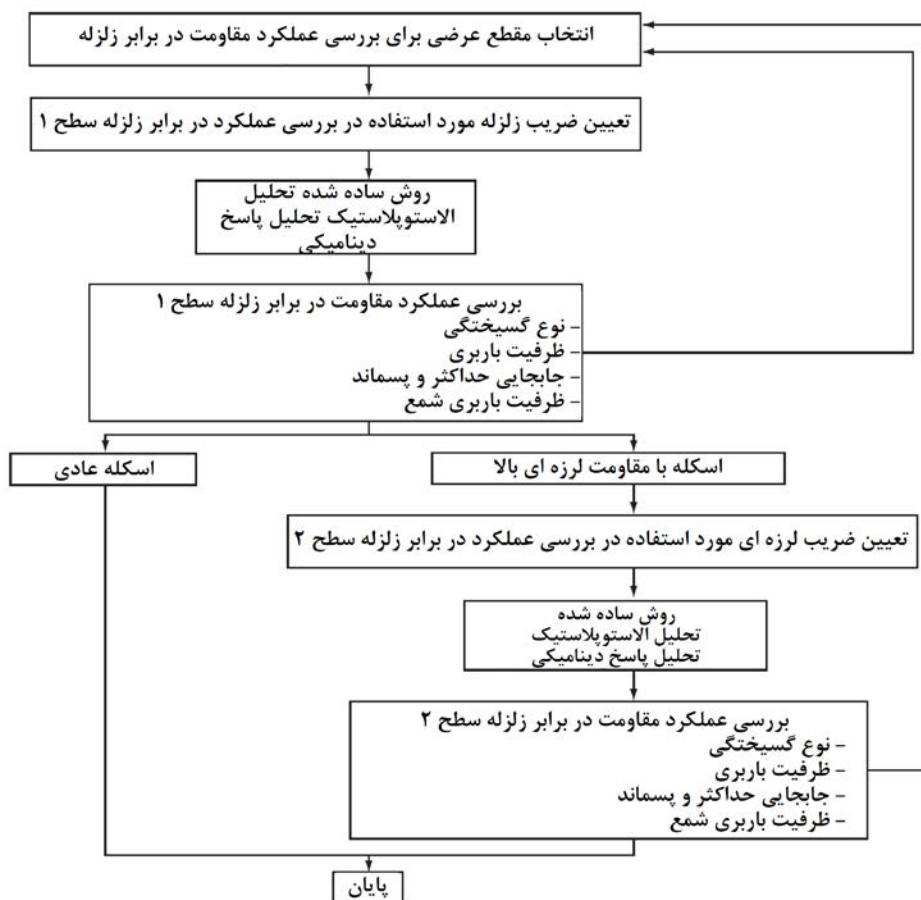 انتخاب مقطع عرضی برای بررسی عملکرد مقاومت در برابر زلزله
تعیین ضریب زلزله مورد استفاده در بررسی عملکرد در برابر زلزله سطح ۱
روش ساده شده تحلیل
الاستوپلاستیک تحلیل پاسخ
دینامیکی
بررسی عملکرد مقاومت در برابر زلزله سطح ۱
- نوع گسیختگی
- ظرفیت باربری
- جابجایی حداکثر و پسماند
- ظرفیت باربری شمع
اسکله با مقاومت لرزه ای بالا
اسکله عادی
تعیین ضریب لرزه ای مورد استفاده در بررسی عملکرد در برابر زلزله سطح ۲
روش ساده شده
تحلیل الاستوپلاستیک
تحلیل پاسخ دینامیکی
بررسی عملکرد مقاومت در برابر زلزله سطح ۲
- نوع گسیختگی
- ظرفیت باربری
- جابجایی حداکثر و پسماند
- ظرفیت باربری شمع
پایان